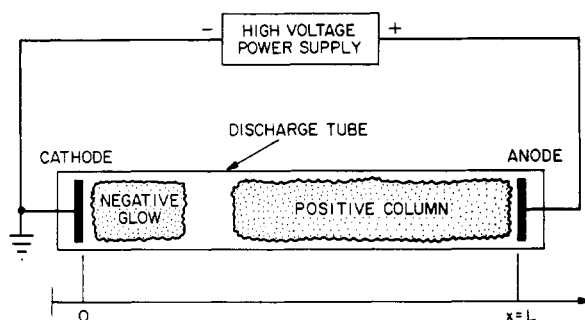 − HIGH VOLTAGE +
POWER SUPPLY
DISCHARGE TUBE
CATHODE
ANODE
NEGATIVE
GLOW
POSITIVE COLUMN
0
x=L